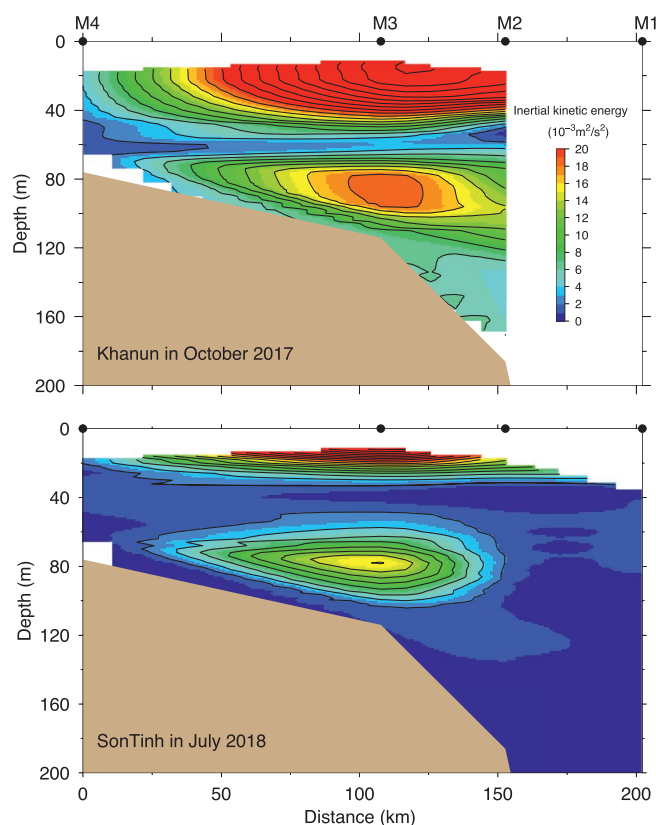 M4 M3 M2 M1
0
40
80
120
160
200
Depth (m)
Inertial kinetic energy
(10⁻³m²/s²)
20
18
16
14
12
10
8
6
4
2
0
Khanun in October 2017
0
40
80
120
160
200
Depth (m)
SonTinh in July 2018
0 50 100 150 200
Distance (km)